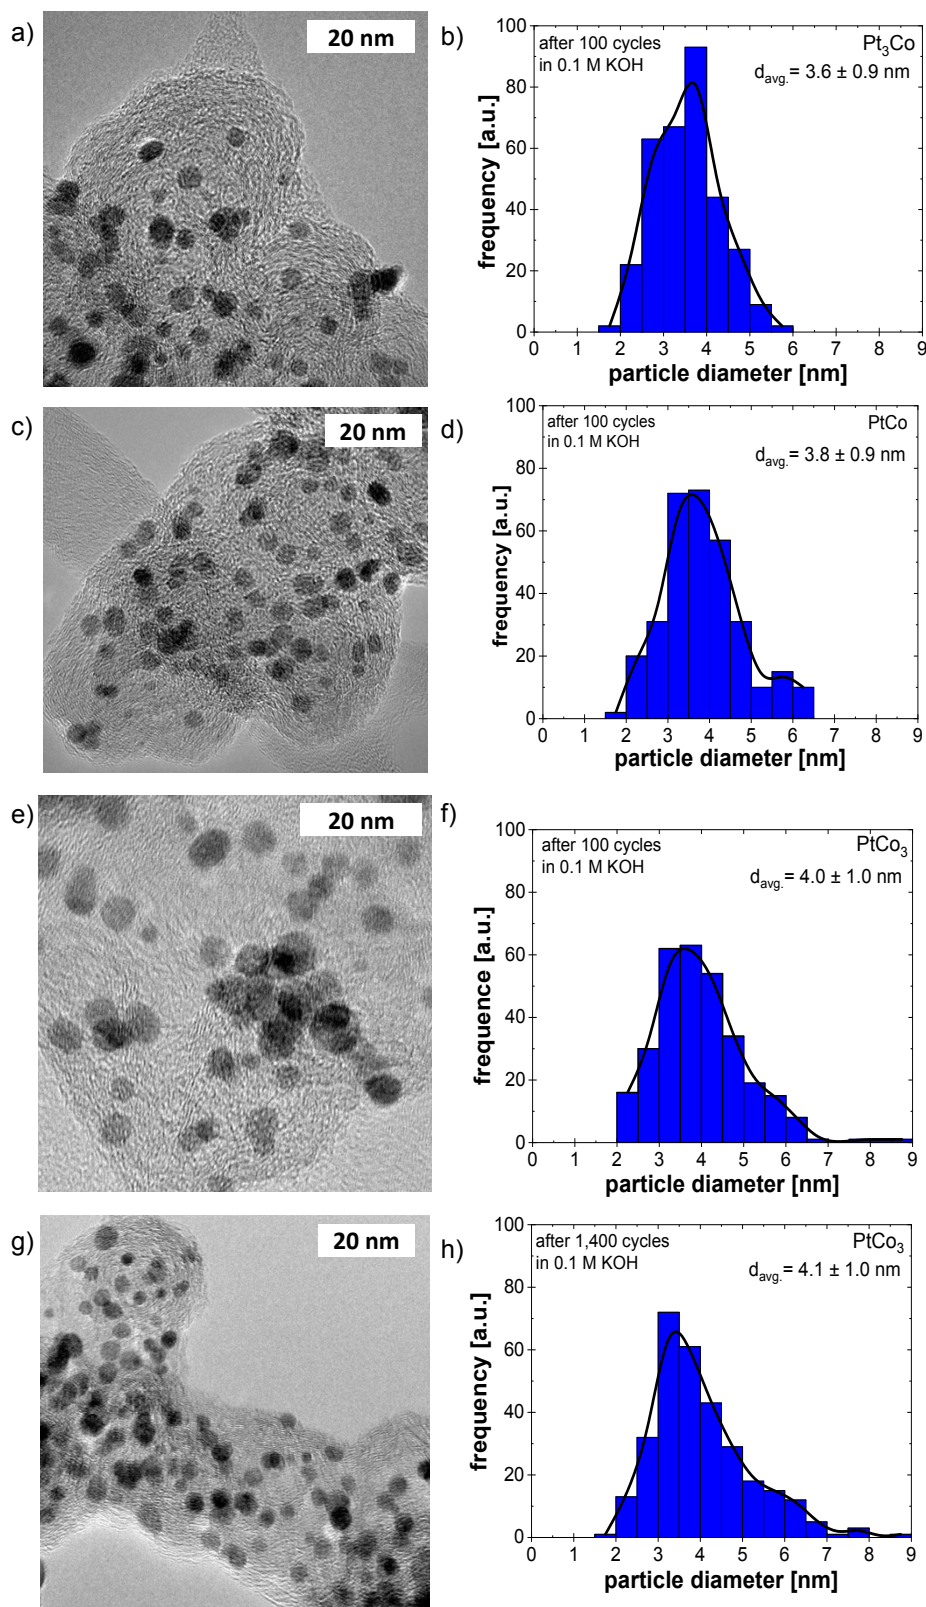 a)
20 nm
b)
after 100 cycles
in 0.1 M KOH
Pt₃Co
d_avg. = 3.6 ± 0.9 nm
frequency [a.u.]
100
80
60
40
20
0
0 1 2 3 4 5 6 7 8 9
particle diameter [nm]
c)
20 nm
d)
after 100 cycles
in 0.1 M KOH
PtCo
d_avg. = 3.8 ± 0.9 nm
frequency [a.u.]
100
80
60
40
20
0
0 1 2 3 4 5 6 7 8 9
particle diameter [nm]
e)
20 nm
f)
after 100 cycles
in 0.1 M KOH
PtCo₃
d_avg. = 4.0 ± 1.0 nm
frequence [a.u.]
100
80
60
40
20
0
0 1 2 3 4 5 6 7 8 9
particle diameter [nm]
g)
20 nm
h)
after 1,400 cycles
in 0.1 M KOH
PtCo₃
d_avg. = 4.1 ± 1.0 nm
frequency [a.u.]
100
80
60
40
20
0
0 1 2 3 4 5 6 7 8 9
particle diameter [nm]